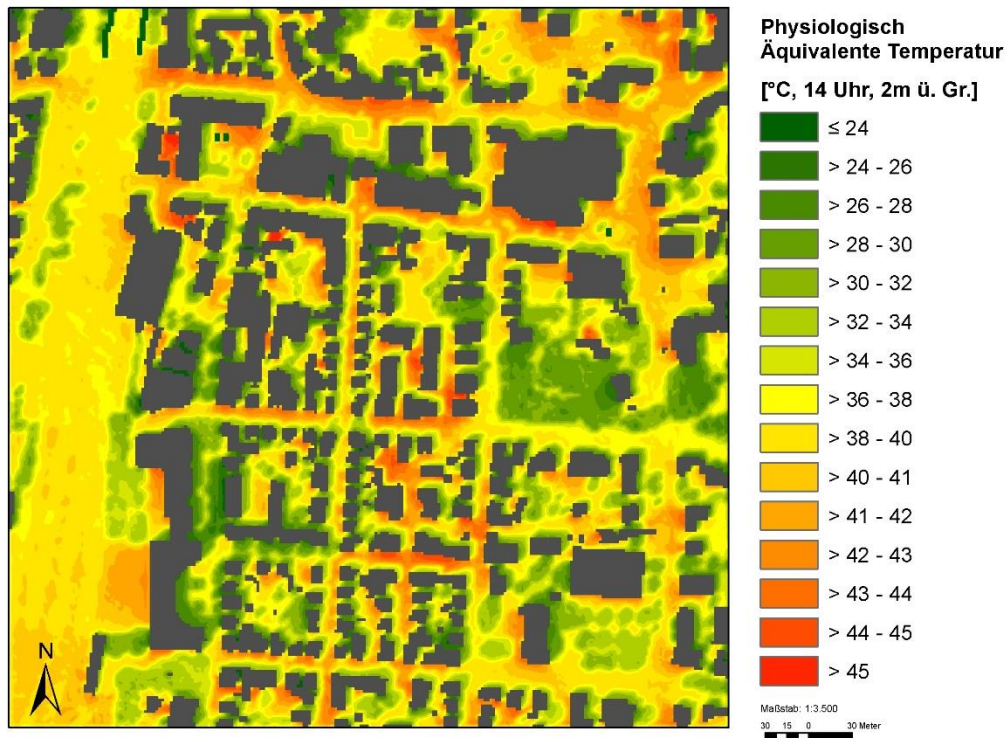 Physiologisch
Äquivalente Temperatur
[°C, 14 Uhr, 2m ü. Gr.]
≤ 24
> 24 - 26
> 26 - 28
> 28 - 30
> 30 - 32
> 32 - 34
> 34 - 36
> 36 - 38
> 38 - 40
> 40 - 41
> 41 - 42
> 42 - 43
> 43 - 44
> 44 - 45
> 45
N
Maßstab: 1:3.500
30 15 0 30 Meter